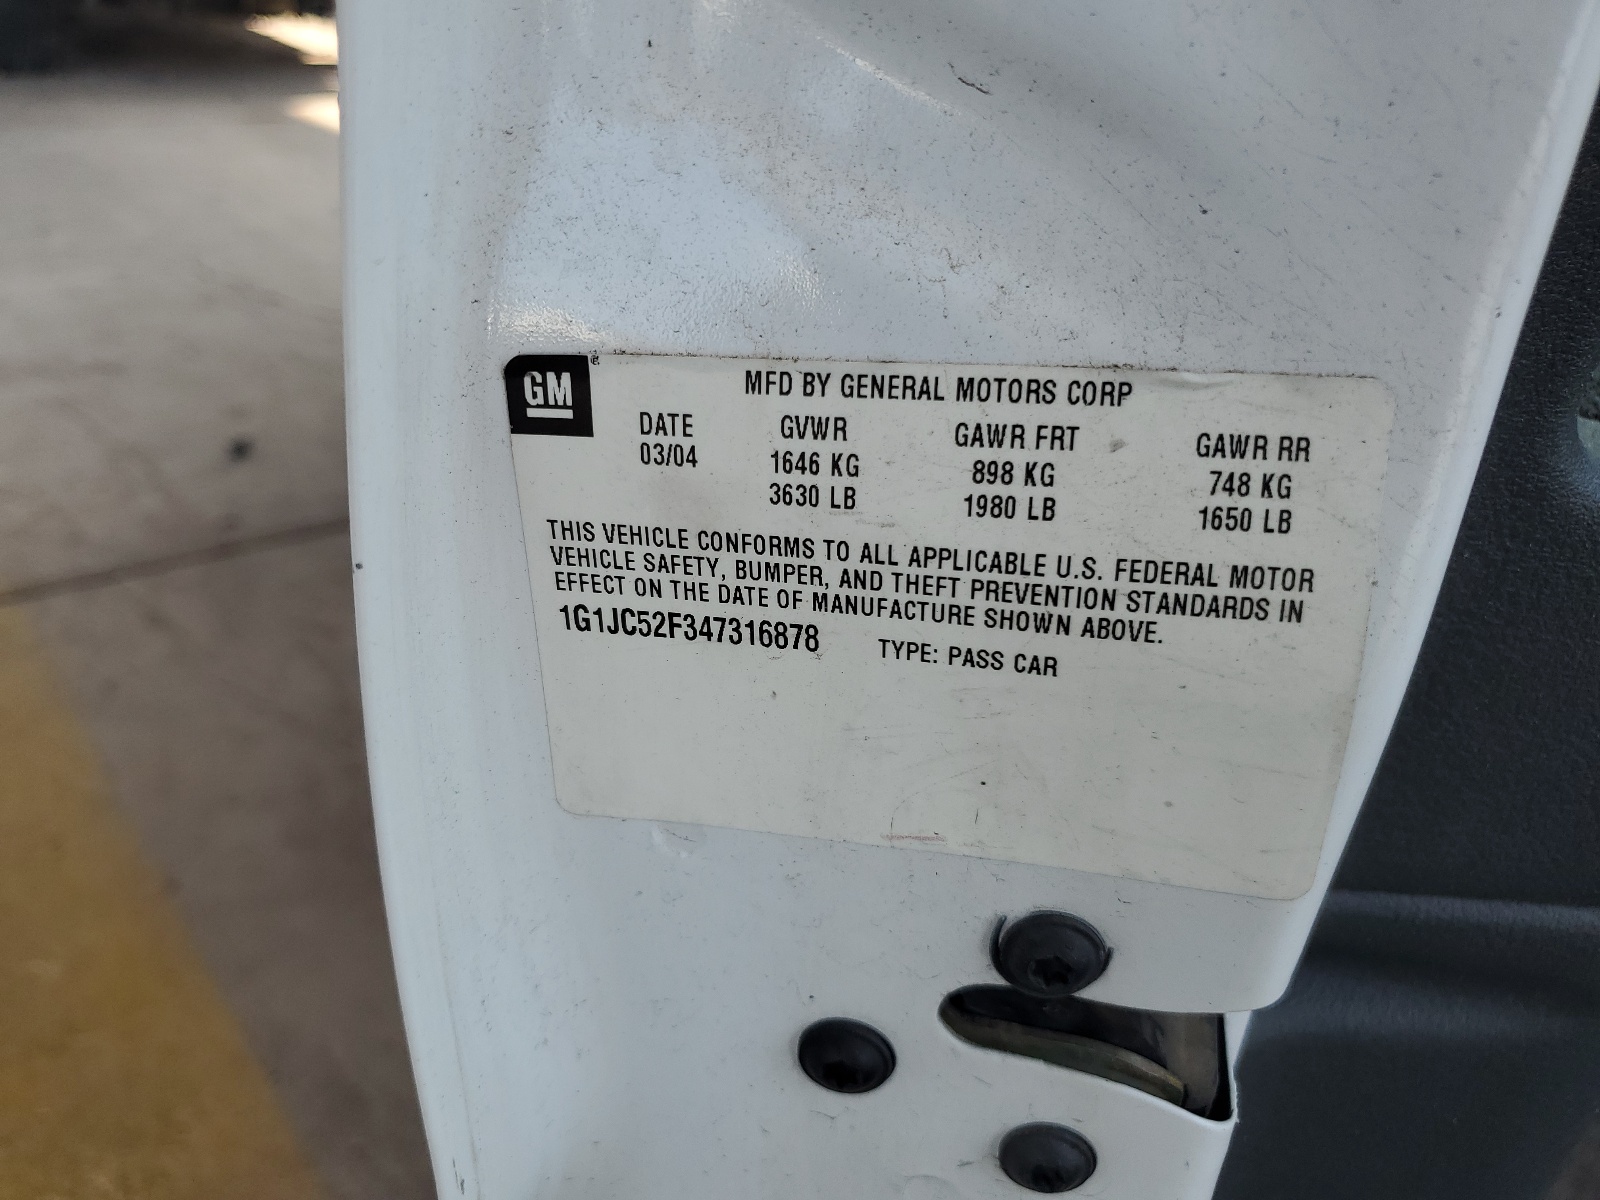 GM ®
MFD BY GENERAL MOTORS CORP
DATE GVWR GAWR FRT GAWR RR
03/04 1646 KG 898 KG 748 KG
3630 LB 1980 LB 1650 LB
THIS VEHICLE CONFORMS TO ALL APPLICABLE U.S. FEDERAL MOTOR
VEHICLE SAFETY, BUMPER, AND THEFT PREVENTION STANDARDS IN
EFFECT ON THE DATE OF MANUFACTURE SHOWN ABOVE.
1G1JC52F347316878 TYPE: PASS CAR